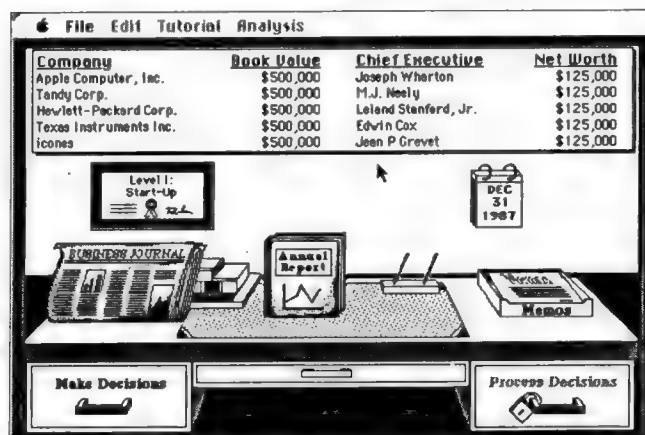 File Edit Tutorial Analysis
Company Book Value Chief Executive Net Worth
Apple Computer, Inc. $500,000 Joseph Wharton $125,000
Tandy Corp. $500,000 M.J. Neely $125,000
Hewlett-Packard Corp. $500,000 Leland Stanford, Jr. $125,000
Texas Instruments Inc. $500,000 Edwin Cox $125,000
icones $500,000 Jean P Grevet $125,000
Level I:
Start-Up
DEC
31
1987
BUSINESS JOURNAL
Annual
Report
Memos
Make Decisions
Process Decisions